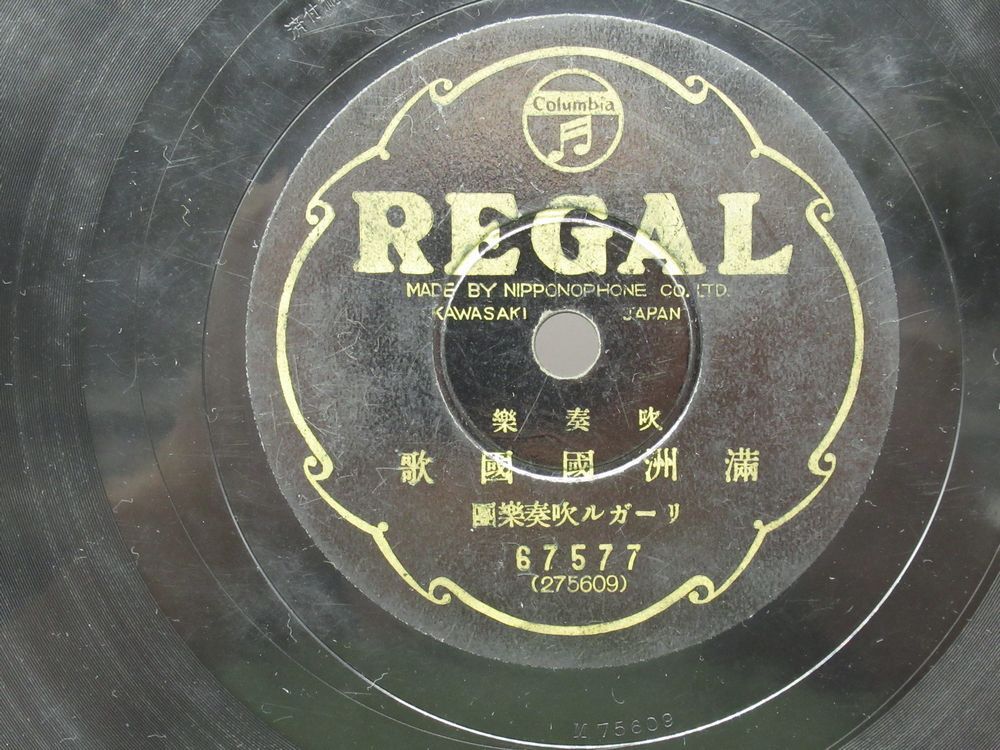 Columbia
REGAL
MADE BY NIPPONOPHONE CO. LTD.
KAWASAKI JAPAN
吹奏樂
滿洲國國歌
リーガル吹奏樂團
67577
(275609)
M 75609